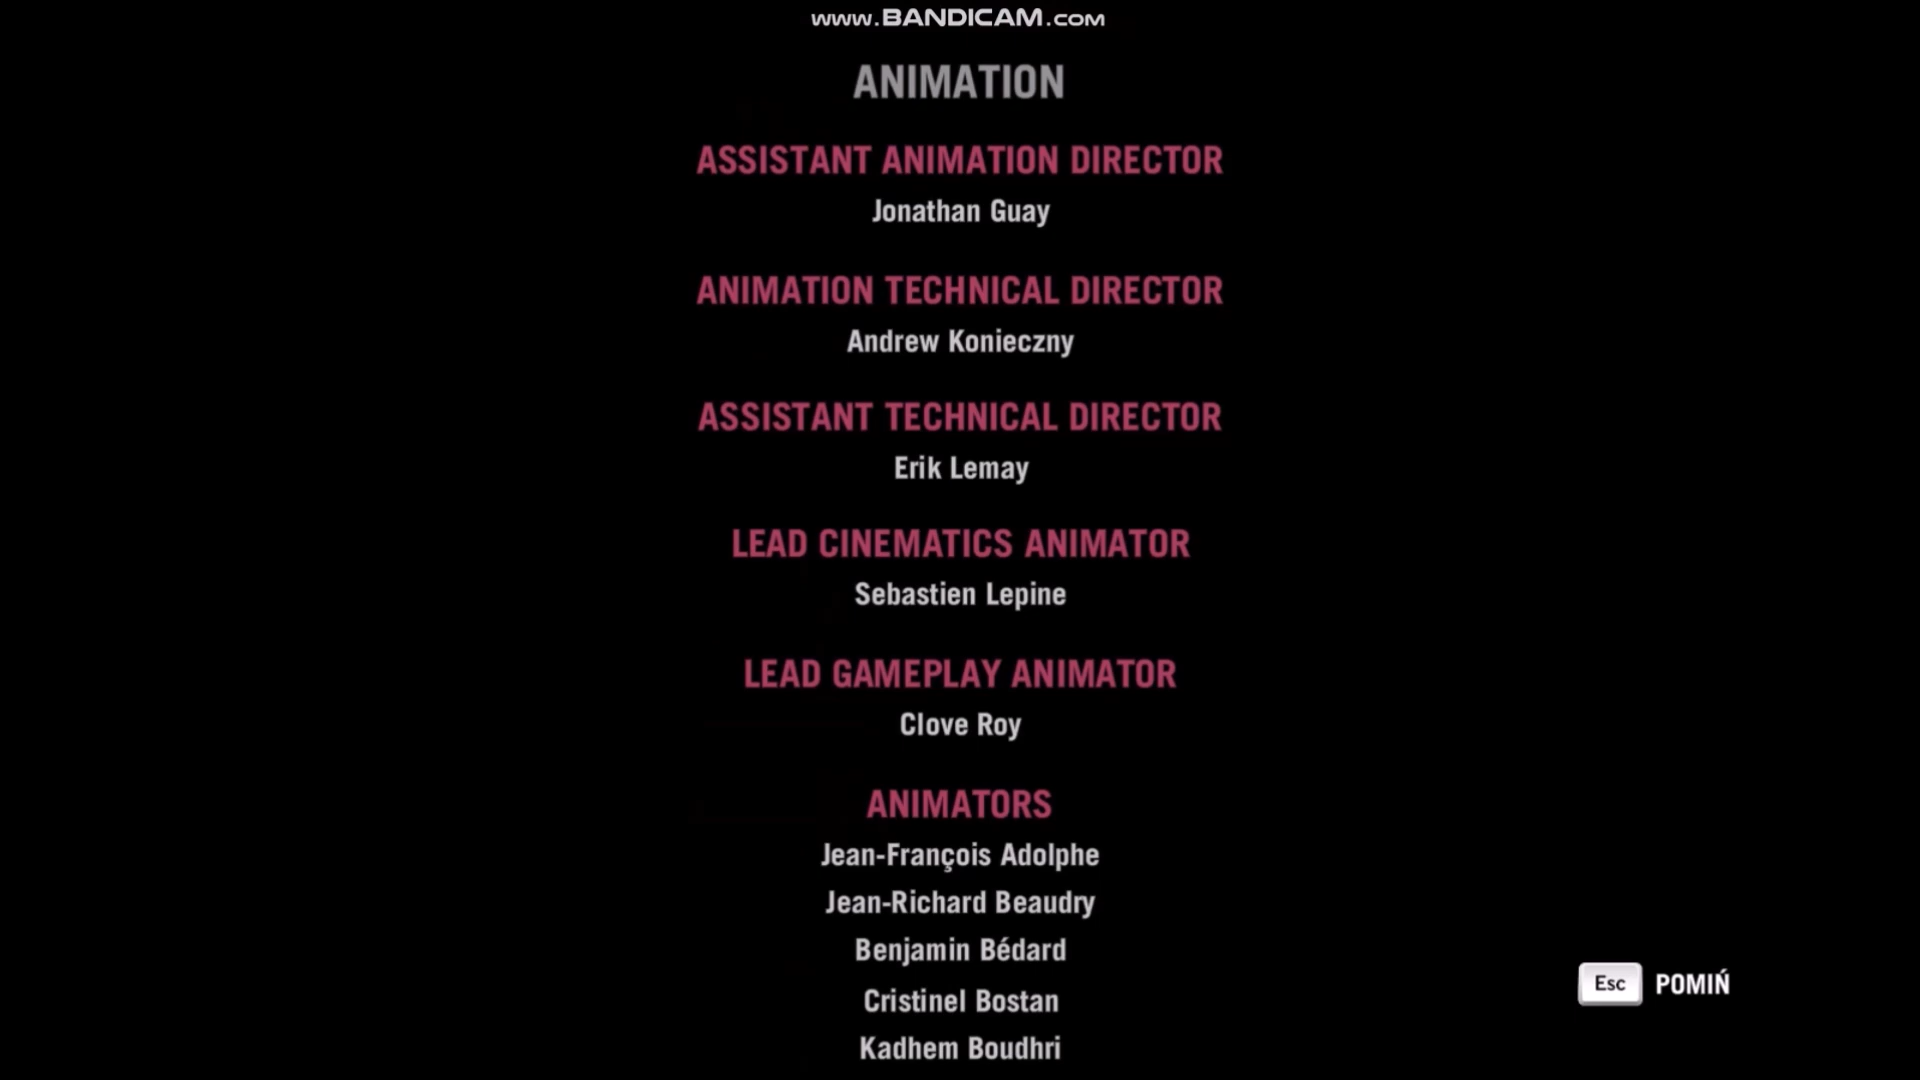 www.BANDICAM.com
ANIMATION
ASSISTANT ANIMATION DIRECTOR
Jonathan Guay
ANIMATION TECHNICAL DIRECTOR
Andrew Konieczny
ASSISTANT TECHNICAL DIRECTOR
Erik Lemay
LEAD CINEMATICS ANIMATOR
Sebastien Lepine
LEAD GAMEPLAY ANIMATOR
Clove Roy
ANIMATORS
Jean-François Adolphe
Jean-Richard Beaudry
Benjamin Bédard
Cristinel Bostan
Kadhem Boudhri
Esc POMIŃ